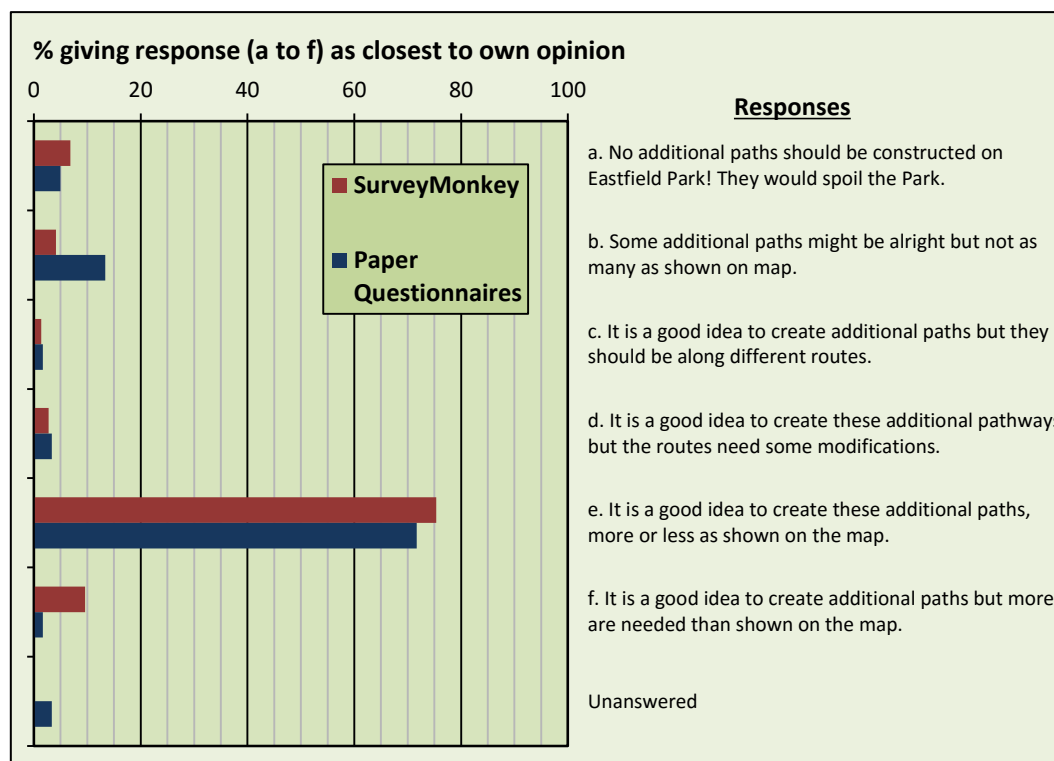 % giving response (a to f) as closest to own opinion
0 20 40 60 80 100
Responses
SurveyMonkey
Paper
Questionnaires
a. No additional paths should be constructed on
Eastfield Park! They would spoil the Park.
b. Some additional paths might be alright but not as
many as shown on map.
c. It is a good idea to create additional paths but they
should be along different routes.
d. It is a good idea to create these additional pathways
but the routes need some modifications.
e. It is a good idea to create these additional paths,
more or less as shown on the map.
f. It is a good idea to create additional paths but more
are needed than shown on the map.
Unanswered